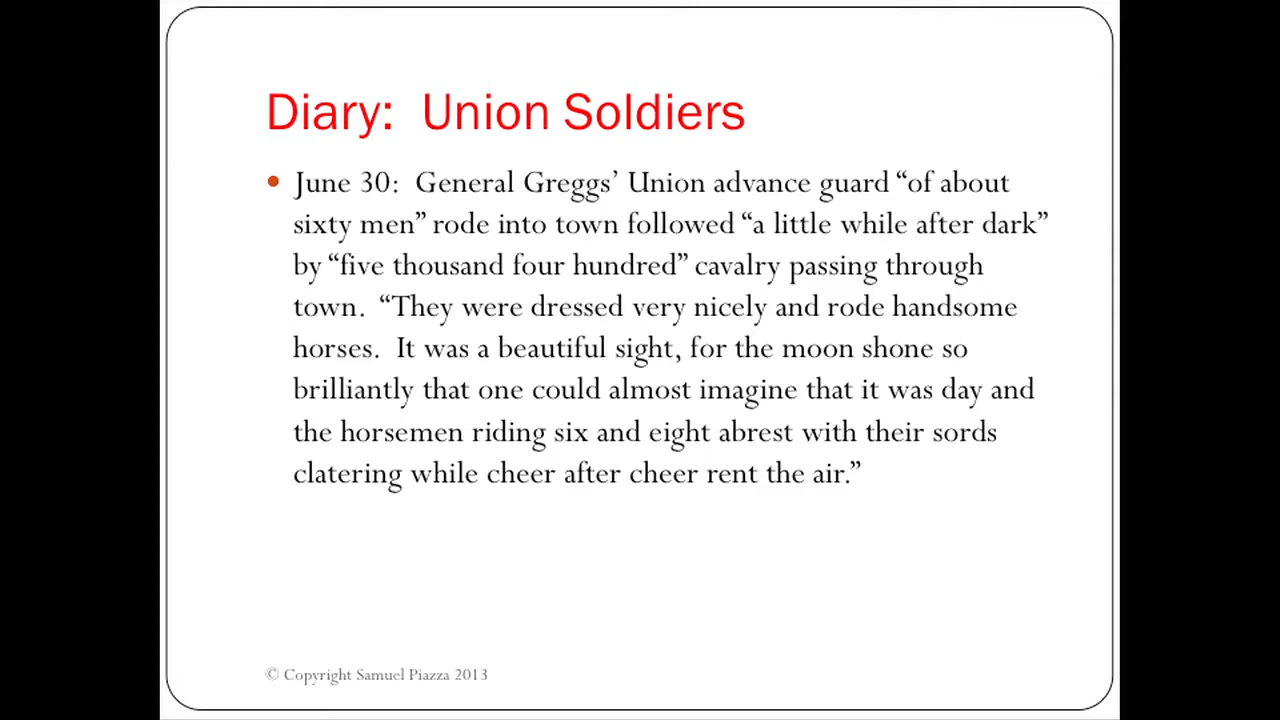 Diary:  Union Soldiers
• June 30:  General Greggs’ Union advance guard “of about
sixty men” rode into town followed “a little while after dark”
by “five thousand four hundred” cavalry passing through
town.  “They were dressed very nicely and rode handsome
horses.  It was a beautiful sight, for the moon shone so
brilliantly that one could almost imagine that it was day and
the horsemen riding six and eight abrest with their sords
clatering while cheer after cheer rent the air.”
© Copyright Samuel Piazza 2013